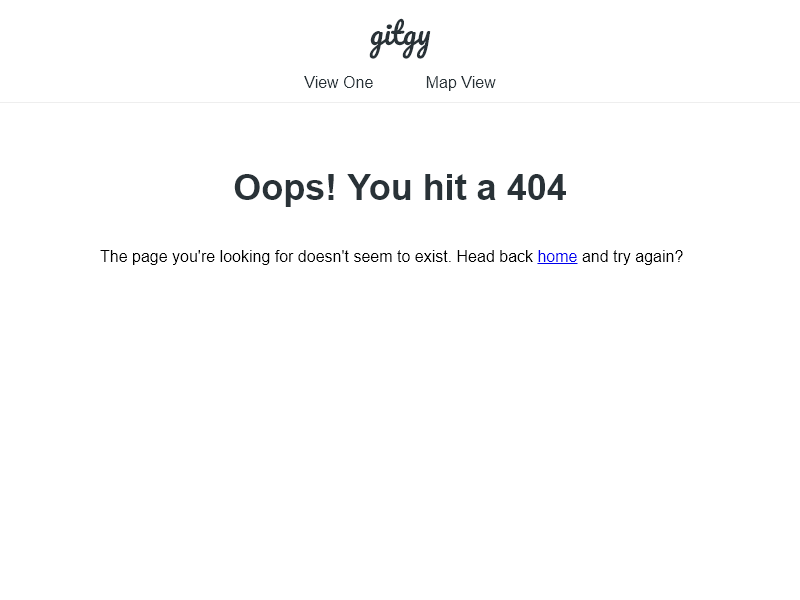 gitgy
View One Map View
Oops! You hit a 404
The page you're looking for doesn't seem to exist. Head back home and try again?